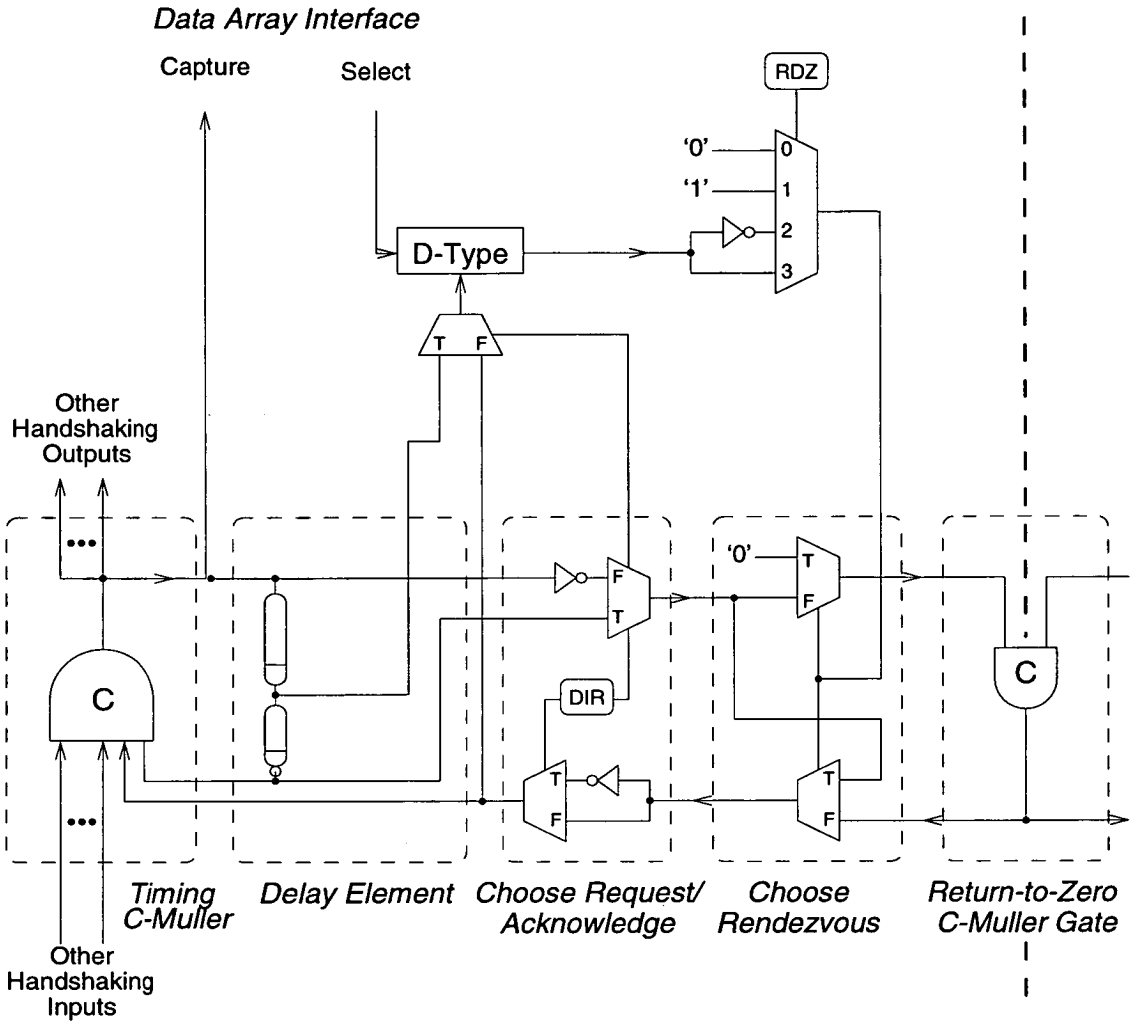 Data Array Interface
Capture
Select
RDZ
'0'
0
'1'
1
2
3
D-Type
T F
Other
Handshaking
Outputs
•••
'0'
T
F
F
T
C
C
DIR
T
F
T
F
•••
Timing
C-Muller
Delay Element
Choose Request/
Acknowledge
Choose
Rendezvous
Return-to-Zero
C-Muller Gate
Other
Handshaking
Inputs